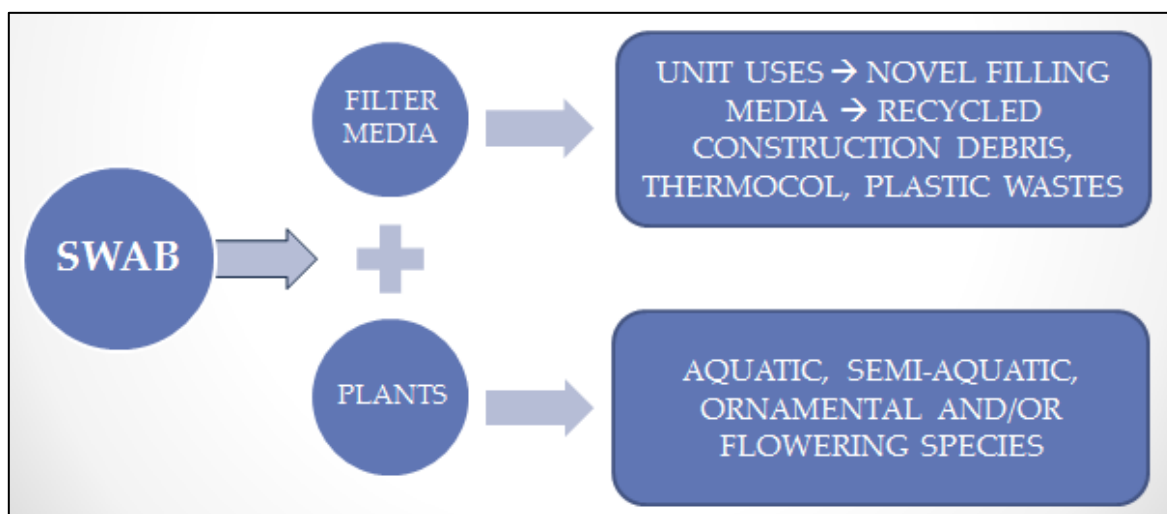 SWAB
FILTER
MEDIA
UNIT USES → NOVEL FILLING
MEDIA → RECYCLED
CONSTRUCTION DEBRIS,
THERMOCOL, PLASTIC WASTES
PLANTS
AQUATIC, SEMI-AQUATIC,
ORNAMENTAL AND/OR
FLOWERING SPECIES